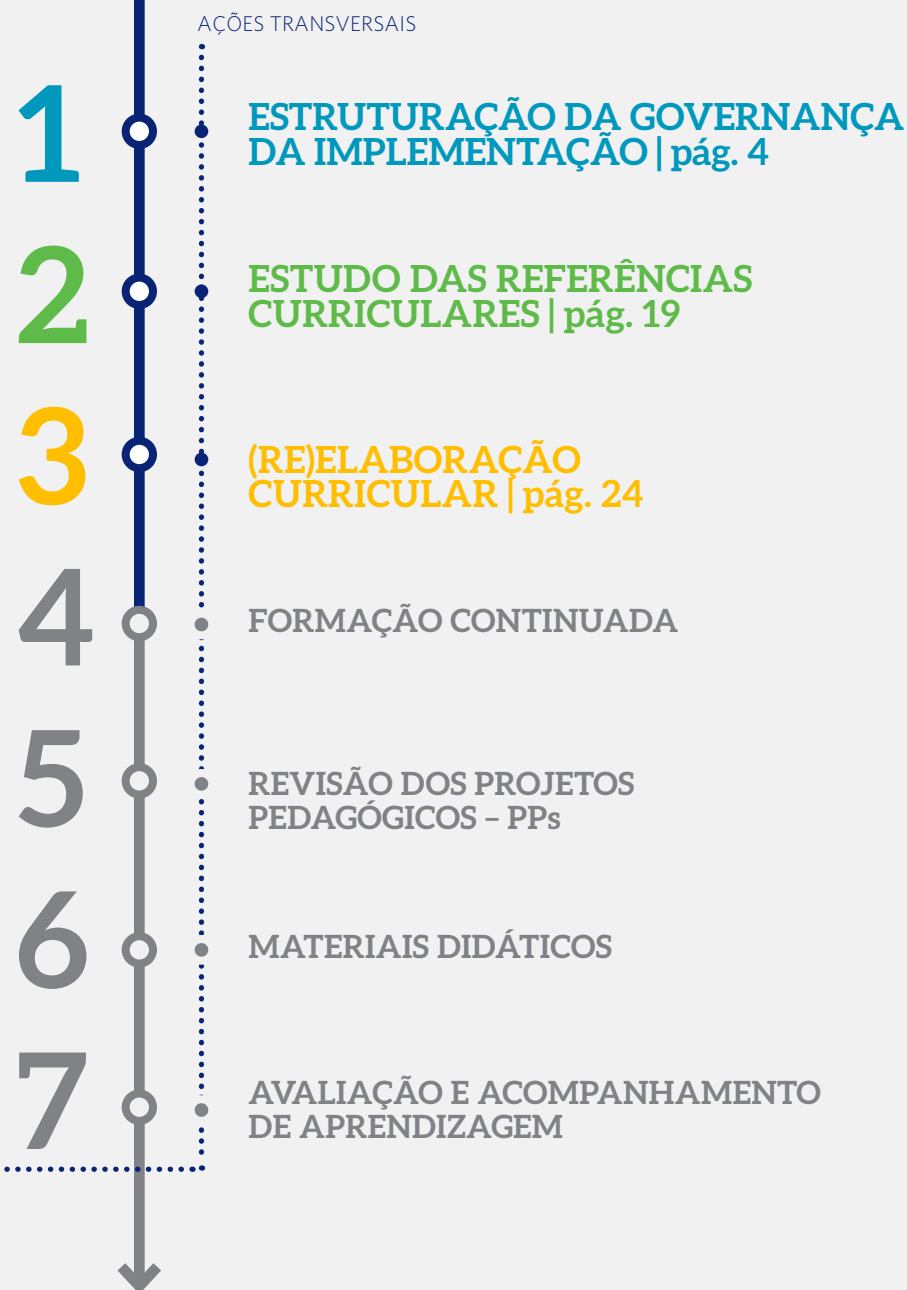 AÇÕES TRANSVERSAIS
1
ESTRUTURAÇÃO DA GOVERNANÇA
DA IMPLEMENTAÇÃO | pág. 4
2
ESTUDO DAS REFERÊNCIAS
CURRICULARES | pág. 19
3
(RE)ELABORAÇÃO
CURRICULAR | pág. 24
4
FORMAÇÃO CONTINUADA
5
REVISÃO DOS PROJETOS
PEDAGÓGICOS – PPs
6
MATERIAIS DIDÁTICOS
7
AVALIAÇÃO E ACOMPANHAMENTO
DE APRENDIZAGEM